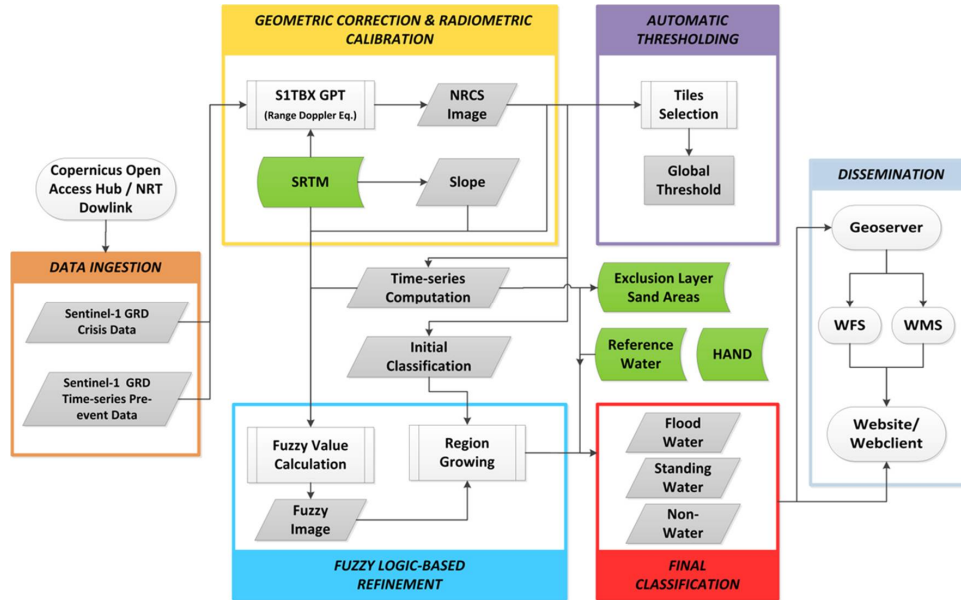 GEOMETRIC CORRECTION & RADIOMETRIC
CALIBRATION
S1TBX GPT
(Range Doppler Eq.)
NRCS
Image
SRTM
Slope
AUTOMATIC
THRESHOLDING
Tiles
Selection
Global
Threshold
Copernicus Open
Access Hub / NRT
Dowlink
DATA INGESTION
Sentinel-1 GRD
Crisis Data
Sentinel-1 GRD
Time-series Pre-
event Data
Time-series
Computation
Exclusion Layer
Sand Areas
Initial
Classification
Reference
Water
HAND
Fuzzy Value
Calculation
Region
Growing
Fuzzy
Image
FUZZY LOGIC-BASED
REFINEMENT
Flood
Water
Standing
Water
Non-
Water
FINAL
CLASSIFICATION
DISSEMINATION
Geoserver
WFS
WMS
Website/
Webclient